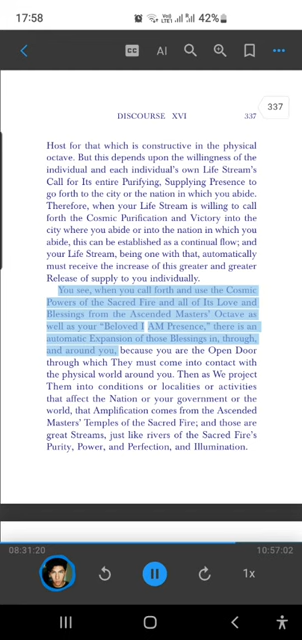 17:58
42%
CC
AI
337
DISCOURSE XVI 337
Host for that which is constructive in the physical
octave. But this depends upon the willingness of the
individual and each individual's own Life Stream's
Call for Its entire Purifying, Supplying Presence to
go forth to the city or the nation in which you abide.
Therefore, when your Life Stream is willing to call
forth the Cosmic Purification and Victory into the
city where you abide or into the nation in which you
abide, this can be established as a continual flow; and
your Life Stream, being one with that, automatically
must receive the increase of this greater and greater
Release of supply to you individually.
You see, when you call forth and use the Cosmic
Powers of the Sacred Fire and all of Its Love and
Blessings from the Ascended Masters' Octave as
well as your "Beloved I AM Presence," there is an
automatic Expansion of those Blessings in, through,
and around you, because you are the Open Door
through which They must come into contact with
the physical world around you. Then as We project
Them into conditions or localities or activities
that affect the Nation or your government or the
world, that Amplification comes from the Ascended
Masters' Temples of the Sacred Fire; and those are
great Streams, just like rivers of the Sacred Fire's
Purity, Power, and Perfection, and Illumination.
08:31:20
10:57:02
1x